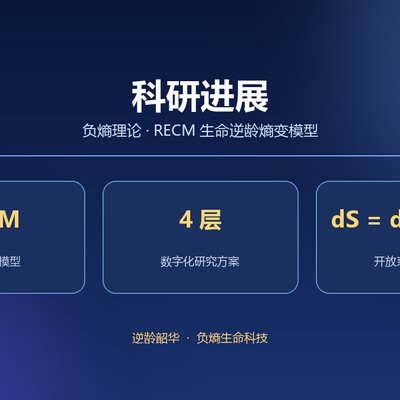 科研进展
负熵理论 · RECM 生命逆龄熵变模型
M
4 层
dS = d
模型
数字化研究方案
开放
逆龄韶华 · 负熵生命科技